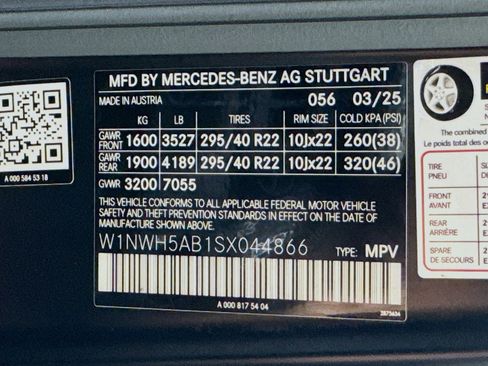 MFD BY MERCEDES-BENZ AG STUTTGART
MADE IN AUSTRIA 056 03/25
KG LB TIRES RIM SIZE COLD KPA(PSI)
GAWR FRONT 1600 3527 295/40 R22 10Jx22 260(38)
GAWR REAR 1900 4189 295/40 R22 10Jx22 320(46)
GVWR 3200 7055
THIS VEHICLE CONFORMS TO ALL APPLICABLE FEDERAL MOTOR VEHICLE
SAFETY AND THEFT PREVENTION STANDARDS IN EFFECT ON THE DATE
OF MANUFACTURE SHOWN ABOVE.
W1NWH5AB1SX044866 TYPE: MPV
A 000 817 54 04
2873634
A 000 584 53 18
The combined
Le poids total
TIRE
PNEU
FRONT
AVANT
REAR
ARRIÈRE
SPARE
DE SECOURS